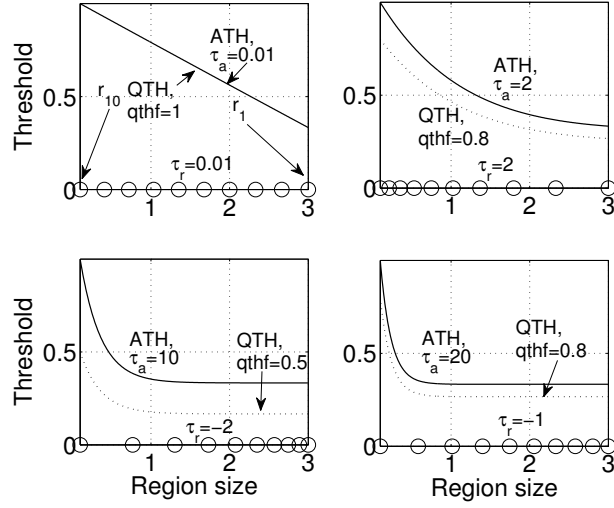 Threshold
0.5
0
ATH,
τa=0.01
r10 QTH,
qthf=1
r1
τr=0.01
1 2 3
0.5
0
ATH,
τa=2
QTH,
qthf=0.8
τr=2
1 2 3
Threshold
0.5
0
ATH,
τa=10
QTH,
qthf=0.5
τr=-2
1 2 3
Region size
0.5
0
ATH,
τa=20
QTH,
qthf=0.8
τr=-1
1 2 3
Region size